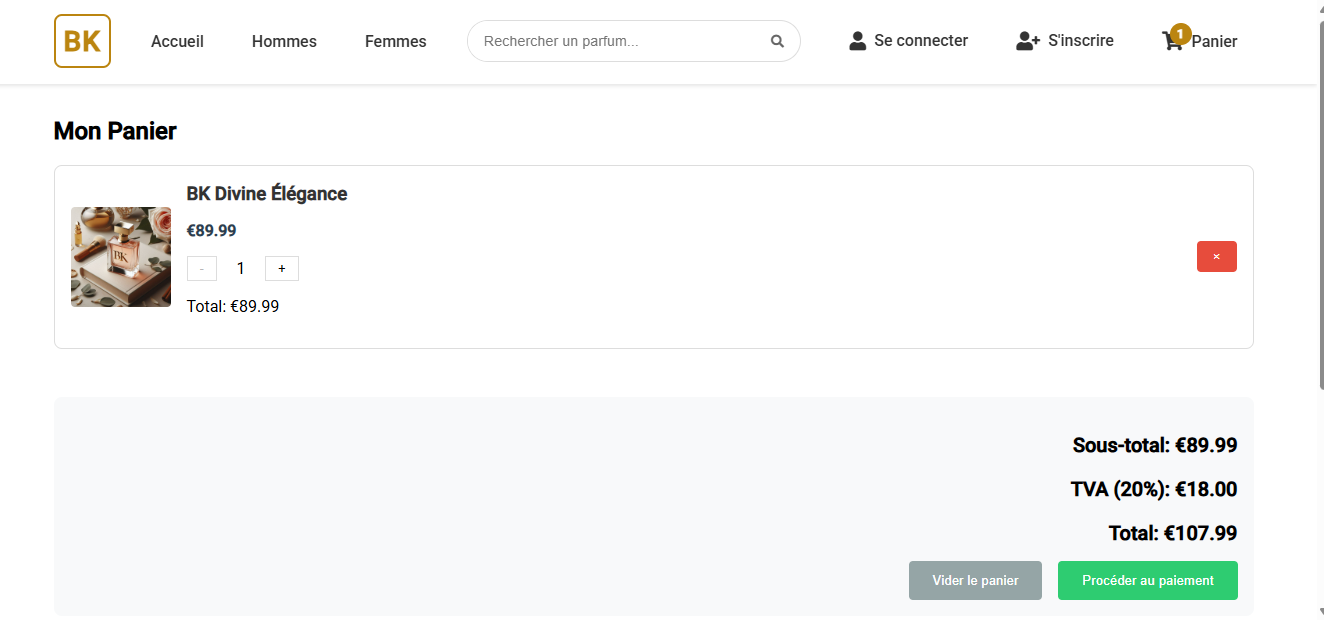 BK
Accueil
Hommes
Femmes
Rechercher un parfum...
Se connecter
S'inscrire
1
Panier
Mon Panier
BK
BK Divine Élégance
€89.99
- 1 +
Total: €89.99
×
Sous-total: €89.99
TVA (20%): €18.00
Total: €107.99
Vider le panier
Procéder au paiement